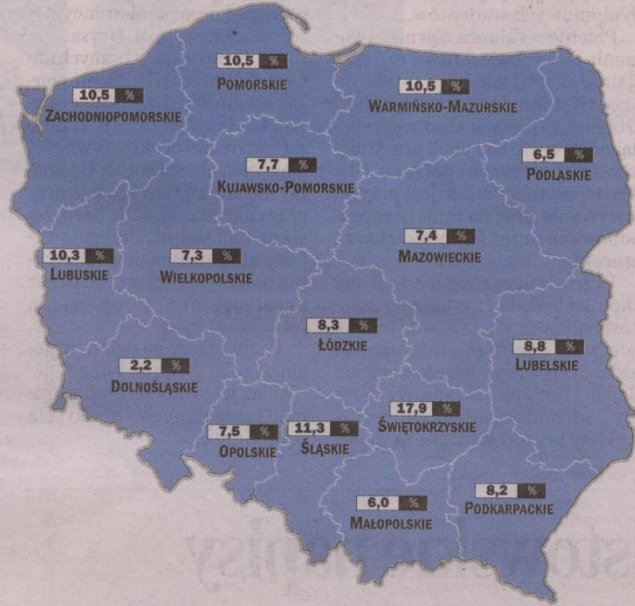 10,5 %
POMORSKIE
10,5 %
ZACHODNIOPOMORSKIE
10,5 %
WARMIŃSKO-MAZURSKIE
7,7 %
KUJAWSKO-POMORSKIE
6,5 %
PODLASKIE
10,3 %
LUBUSKIE
7,3 %
WIELKOPOLSKIE
7,4 %
MAZOWIECKIE
8,3 %
ŁÓDZKIE
8,8 %
LUBELSKIE
2,2 %
DOLNOŚLĄSKIE
7,5 %
OPOLSKIE
11,3 %
ŚLĄSKIE
17,9 %
ŚWIĘTOKRZYSKIE
6,0 %
MAŁOPOLSKIE
8,2 %
PODKARPACKIE